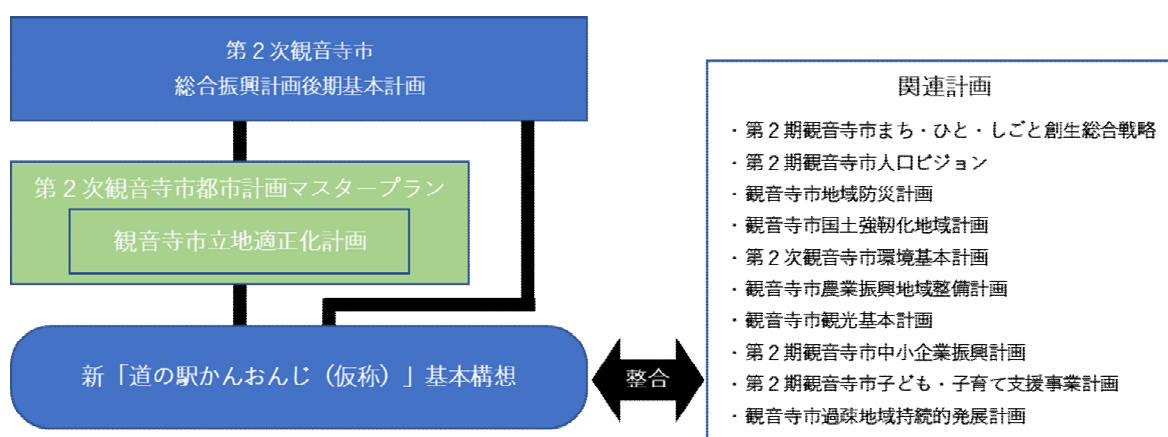 第２次観音寺市
総合振興計画後期基本計画
第２次観音寺市都市計画マスタープラン
観音寺市立地適正化計画
新「道の駅かんおんじ（仮称）」基本構想
整合
関連計画
・第２期観音寺市まち・ひと・しごと創生総合戦略
・第２期観音寺市人口ビジョン
・観音寺市地域防災計画
・観音寺市国土強靭化地域計画
・第２次観音寺市環境基本計画
・観音寺市農業振興地域整備計画
・観音寺市観光基本計画
・第２期観音寺市中小企業振興計画
・第２期観音寺市子ども・子育て支援事業計画
・観音寺市過疎地域持続的発展計画